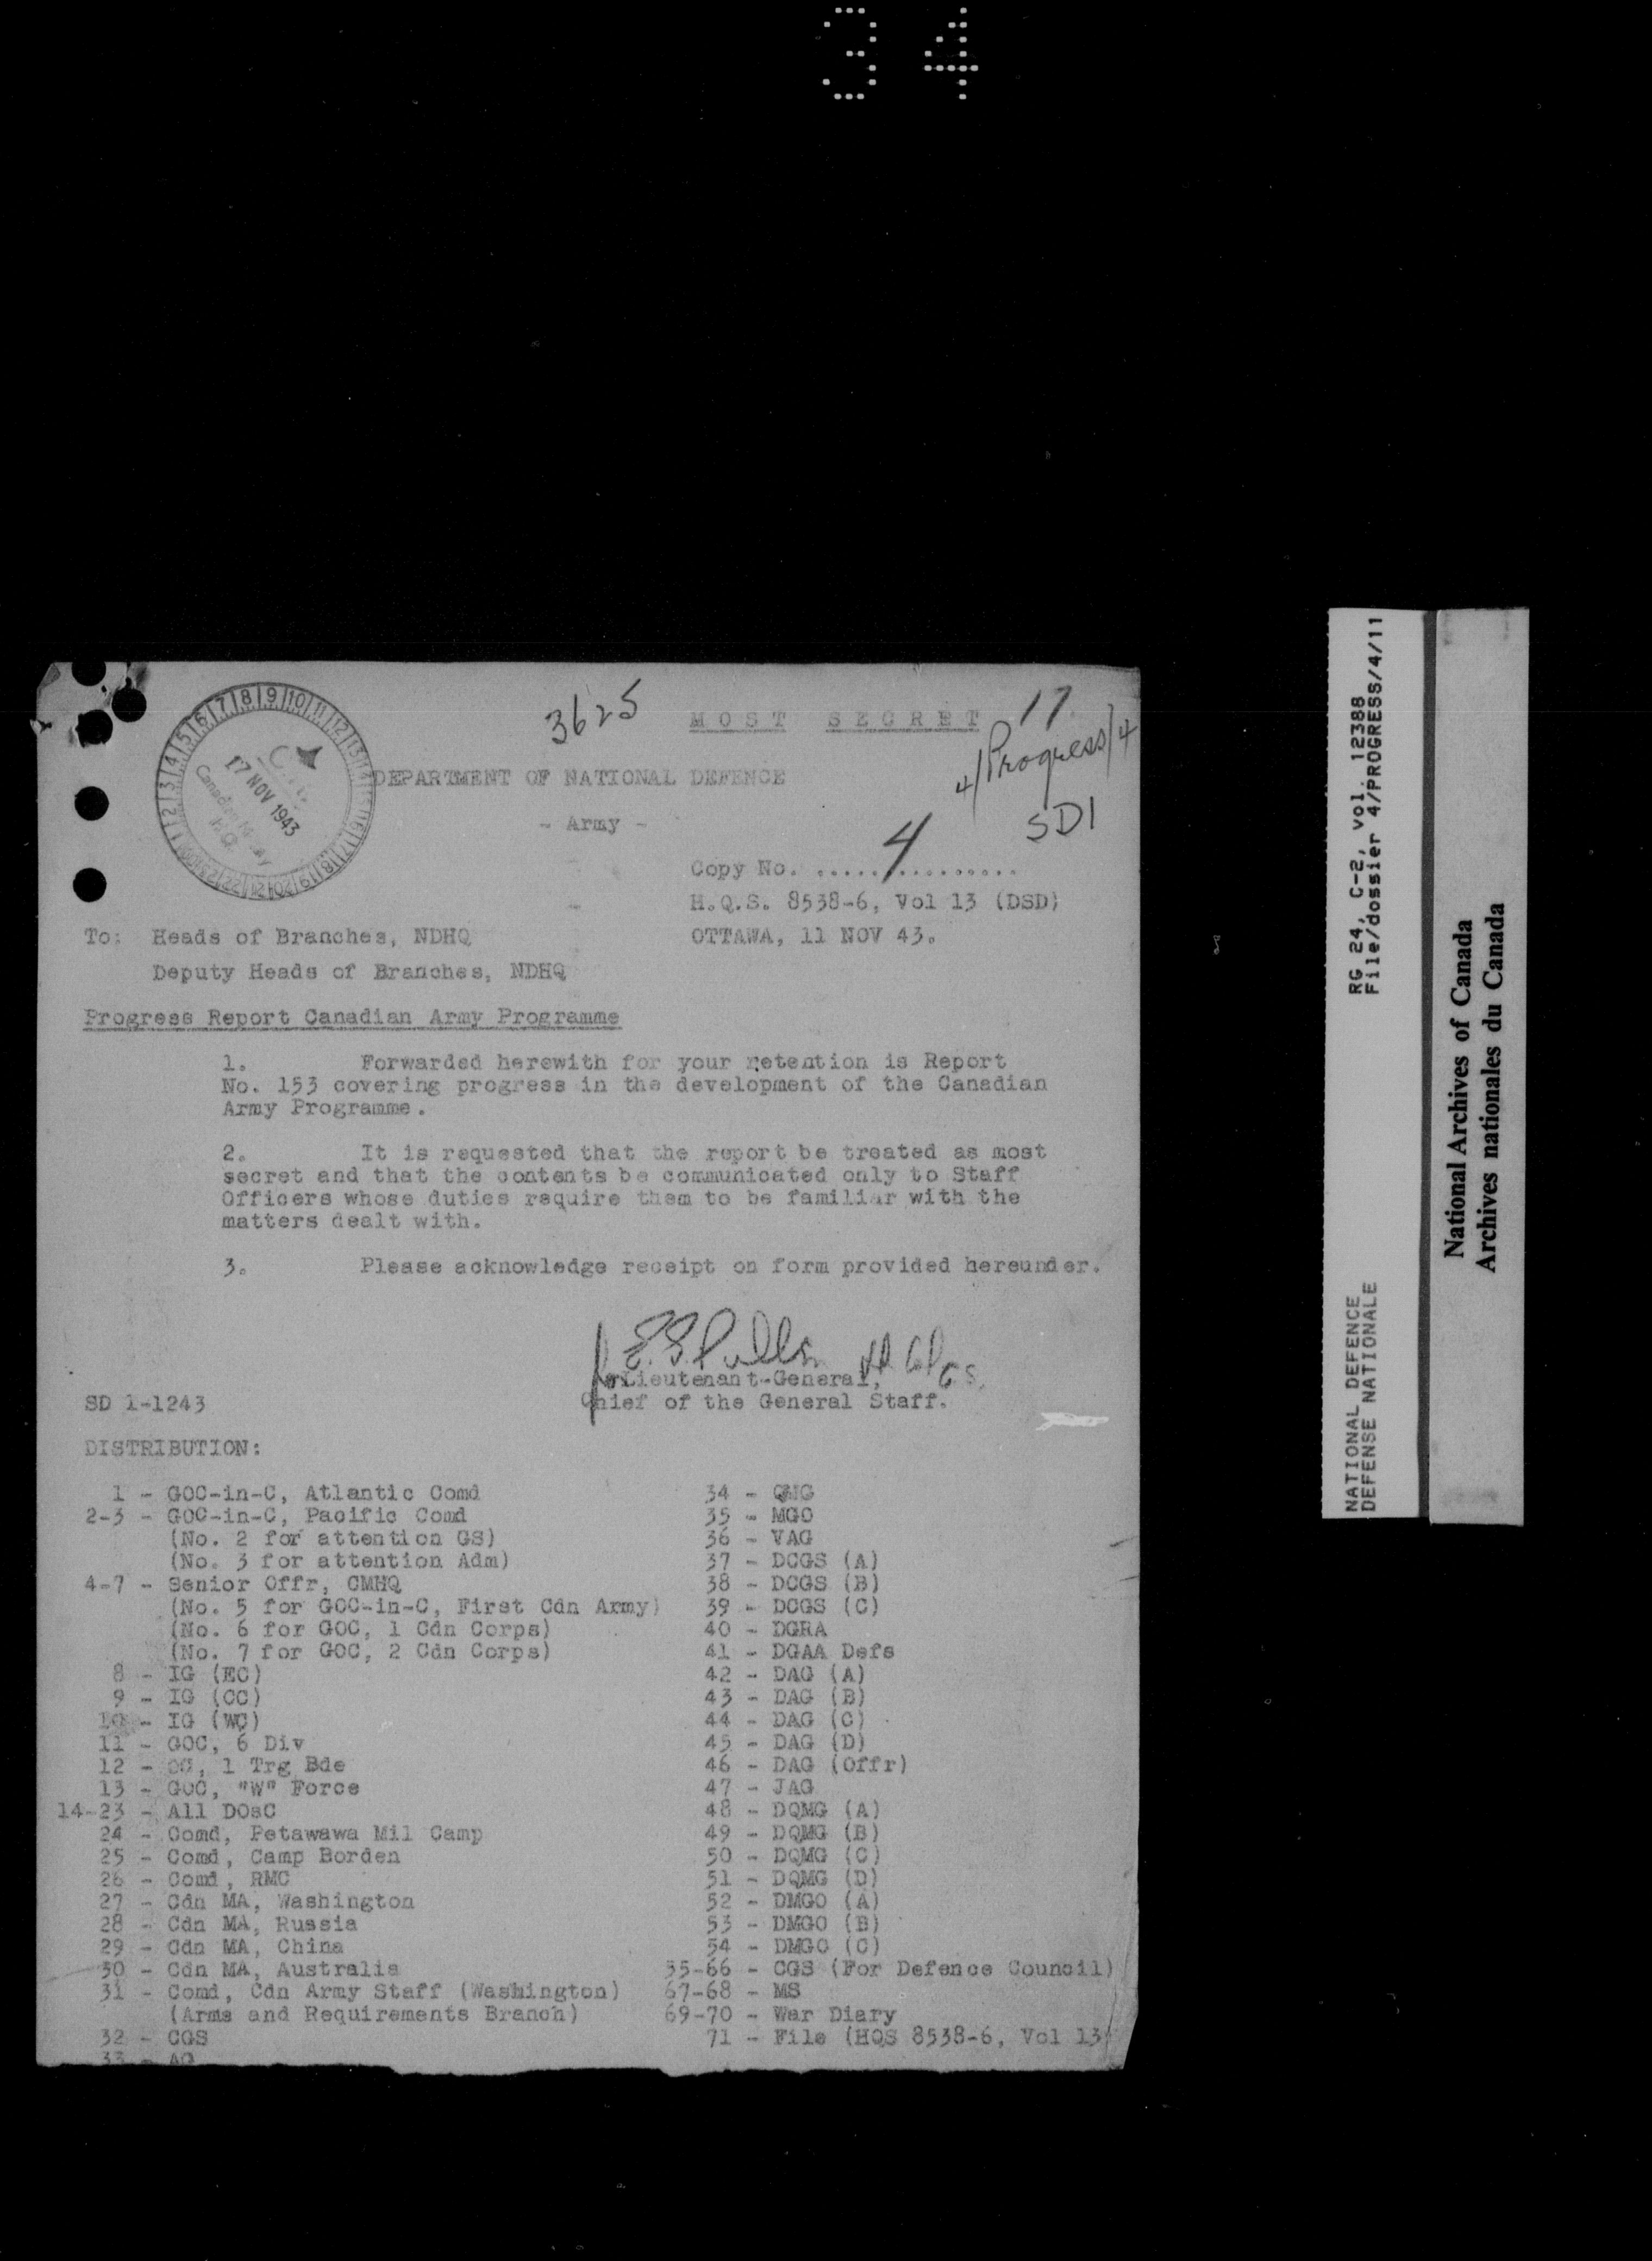 34
3625
MOST SECRET
17
4/Progress/4
SD1
17 NOV 1943
DEPARTMENT OF NATIONAL DEFENCE
- Army -
Copy No. .....4...............
H.Q.S. 8538-6, Vol 13 (DSD)
To: Heads of Branches, NDHQ
OTTAWA, 11 NOV 43.
Deputy Heads of Branches, NDHQ
Progress Report Canadian Army Programme
1. Forwarded herewith for your retention is Report
No. 153 covering progress in the development of the Canadian
Army Programme.
2. It is requested that the report be treated as most
secret and that the contents be communicated only to Staff
Officers whose duties require them to be familiar with the
matters dealt with.
3. Please acknowledge receipt on form provided hereunder.
Lieutenant-General,
Chief of the General Staff.
SD 1-1243
DISTRIBUTION:
1 - GOC-in-C, Atlantic Comd
2-3 - GOC-in-C, Pacific Comd
(No. 2 for attention GS)
(No. 3 for attention Adm)
4-7 - Senior Offr, CMHQ
(No. 5 for GOC-in-C, First Cdn Army)
(No. 6 for GOC, 1 Cdn Corps)
(No. 7 for GOC, 2 Cdn Corps)
8 - IG (EC)
9 - IG (CC)
10 - IG (WC)
11 - GOC, 6 Div
12 - OC, 1 Trg Bde
13 - GOC, "W" Force
14-23 - All DOsC
24 - Comd, Petawawa Mil Camp
25 - Comd, Camp Borden
26 - Comd, RMC
27 - Cdn MA, Washington
28 - Cdn MA, Russia
29 - Cdn MA, China
30 - Cdn MA, Australia
31 - Comd, Cdn Army Staff (Washington)
(Arms and Requirements Branch)
32 - CGS
33 - AG
34 - QMG
35 - MGO
36 - VAG
37 - DCGS (A)
38 - DCGS (B)
39 - DCGS (C)
40 - DGRA
41 - DGAA Defs
42 - DAG (A)
43 - DAG (B)
44 - DAG (C)
45 - DAG (D)
46 - DAG (Offr)
47 - JAG
48 - DQMG (A)
49 - DQMG (B)
50 - DQMG (C)
51 - DQMG (D)
52 - DMGO (A)
53 - DMGO (B)
54 - DMGO (C)
55-66 - CGS (For Defence Council)
67-68 - MS
69-70 - War Diary
71 - File (HQS 8538-6, Vol 13)
NATIONAL DEFENCE
DEFENSE NATIONALE
RG 24, C-2, vol. 12388
File/dossier 4/PROGRESS/4/11
National Archives of Canada
Archives nationales du Canada